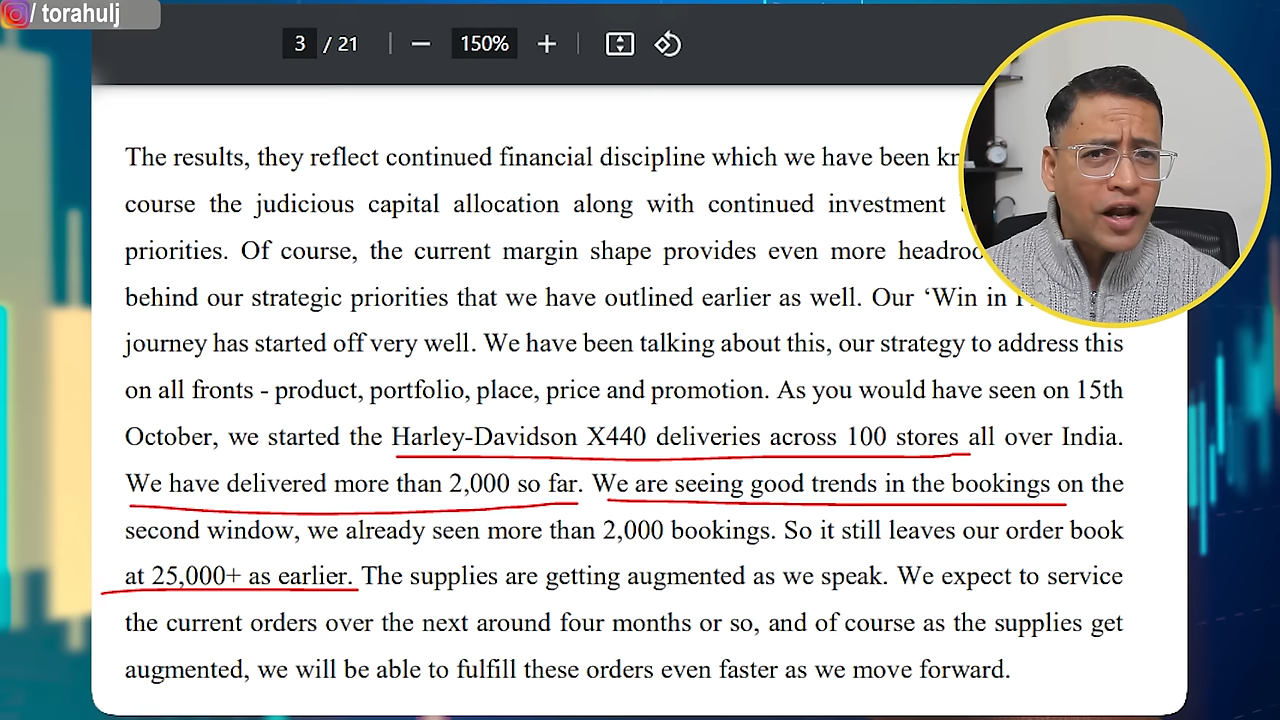 / torahulj
3 / 21 150%
The results, they reflect continued financial discipline which we have been
course the judicious capital allocation along with continued investment
priorities. Of course, the current margin shape provides even more
behind our strategic priorities that we have outlined earlier as well. Our ‘Win in
journey has started off very well. We have been talking about this, our strategy to address this
on all fronts - product, portfolio, place, price and promotion. As you would have seen on 15th
October, we started the Harley-Davidson X440 deliveries across 100 stores all over India.
We have delivered more than 2,000 so far. We are seeing good trends in the bookings on the
second window, we already seen more than 2,000 bookings. So it still leaves our order book
at 25,000+ as earlier. The supplies are getting augmented as we speak. We expect to service
the current orders over the next around four months or so, and of course as the supplies get
augmented, we will be able to fulfill these orders even faster as we move forward.